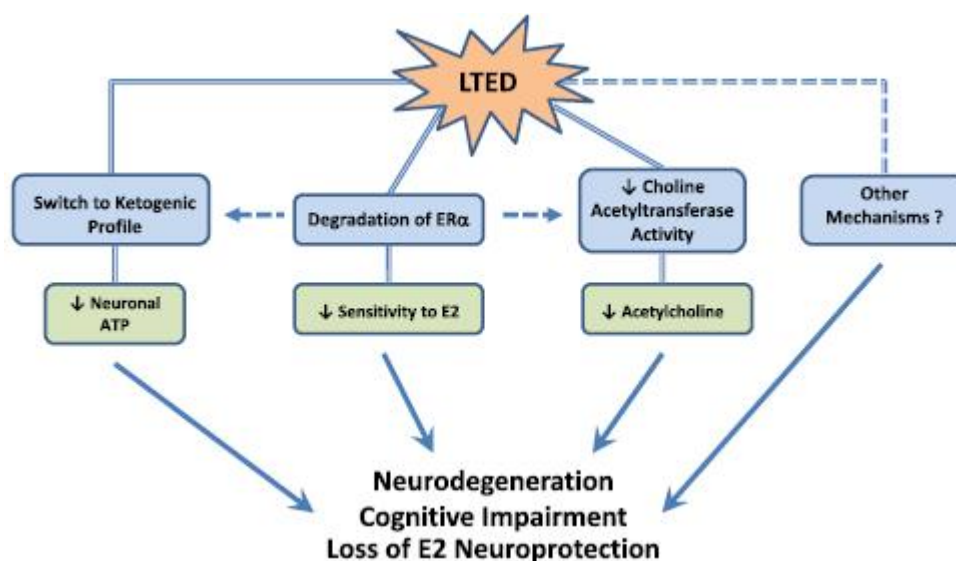 LTED
Switch to Ketogenic
Profile
Degradation of ERα
↓ Choline
Acetyltransferase
Activity
Other
Mechanisms ?
↓ Neuronal
ATP
↓ Sensitivity to E2
↓ Acetylcholine
Neurodegeneration
Cognitive Impairment
Loss of E2 Neuroprotection